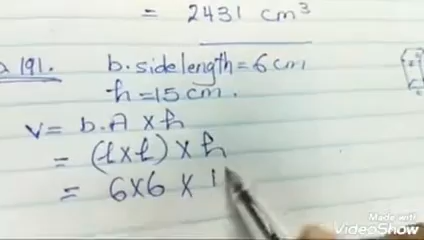 = 2431 cm³
191. b.side length = 6 cm
h = 15 cm.
V = b.A × h
= (l × l) × h
= 6 × 6 × 1
Made with
VideoShow